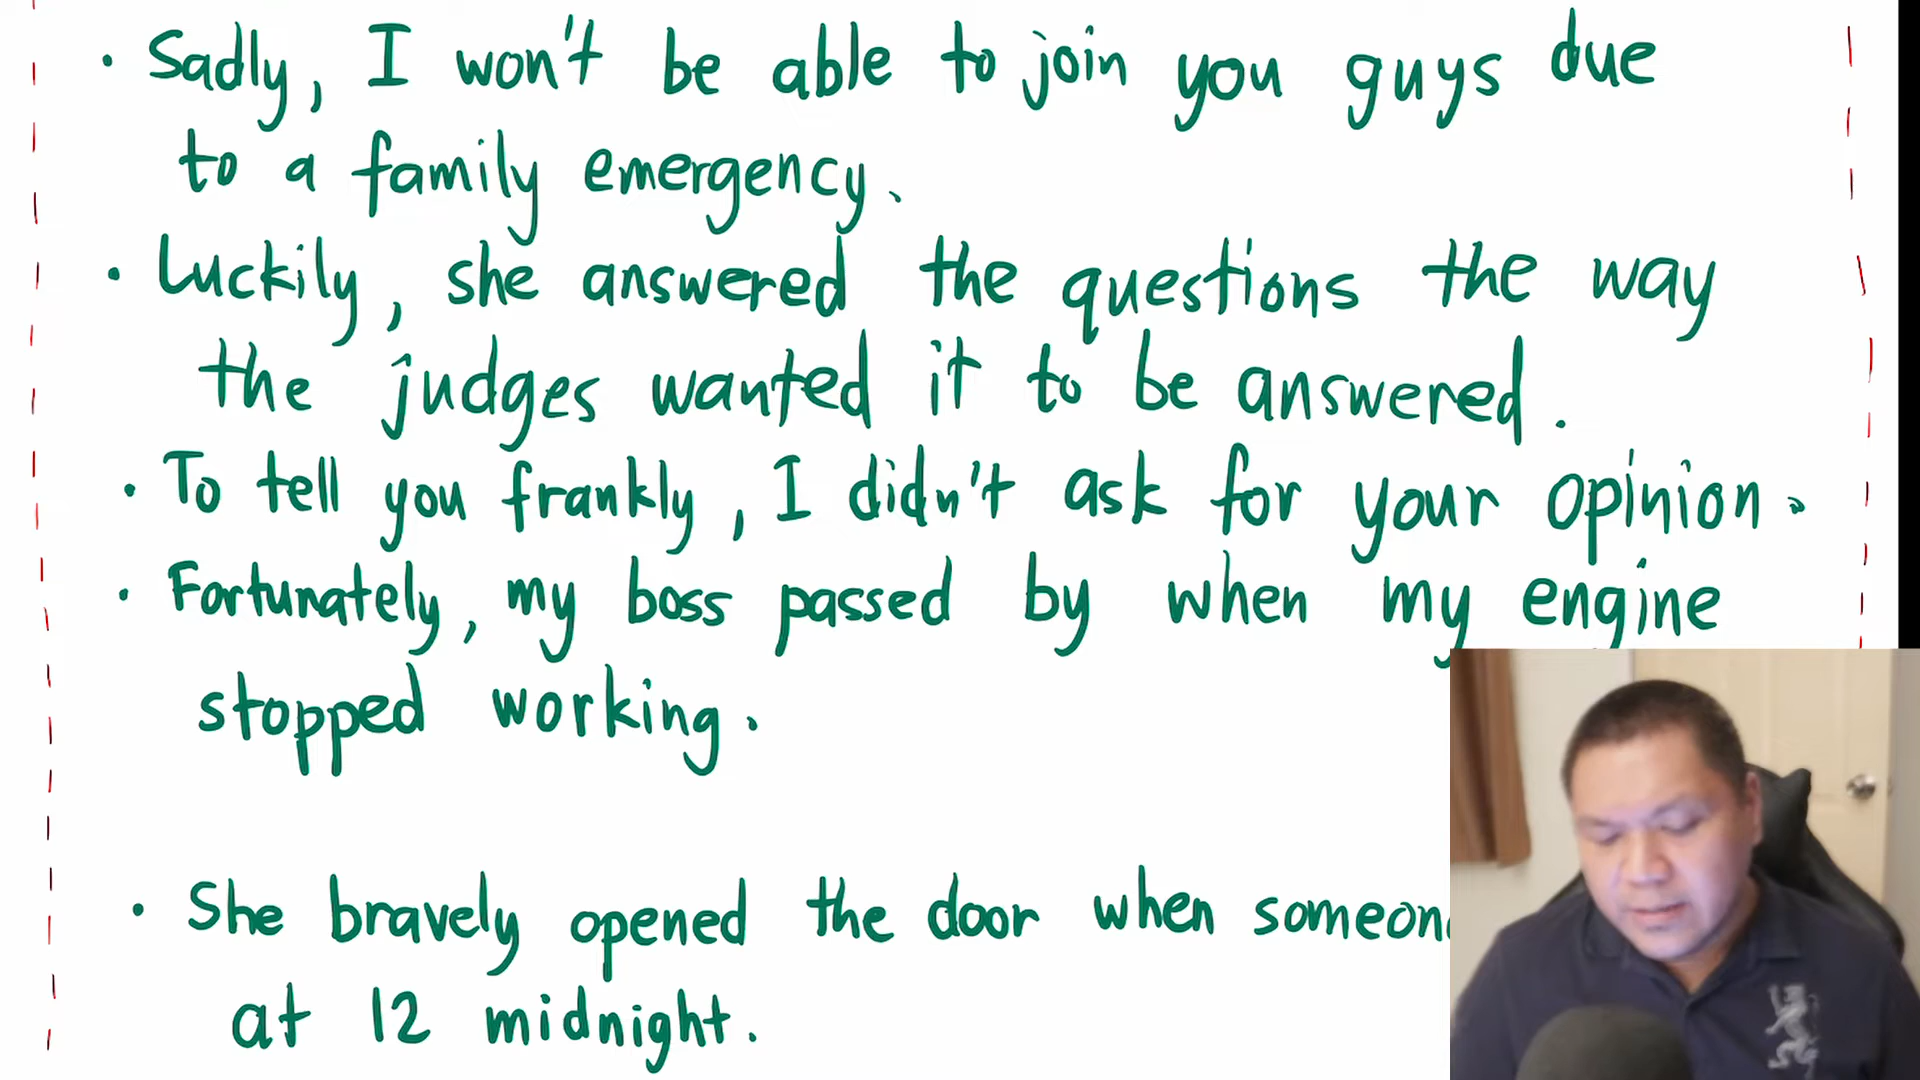 • Sadly, I won't be able to join you guys due
to a family emergency.
• Luckily, she answered the questions the way
the judges wanted it to be answered.
• To tell you frankly, I didn't ask for your opinion.
• Fortunately, my boss passed by when my engine
stopped working.
• She bravely opened the door when
at 12 midnight.